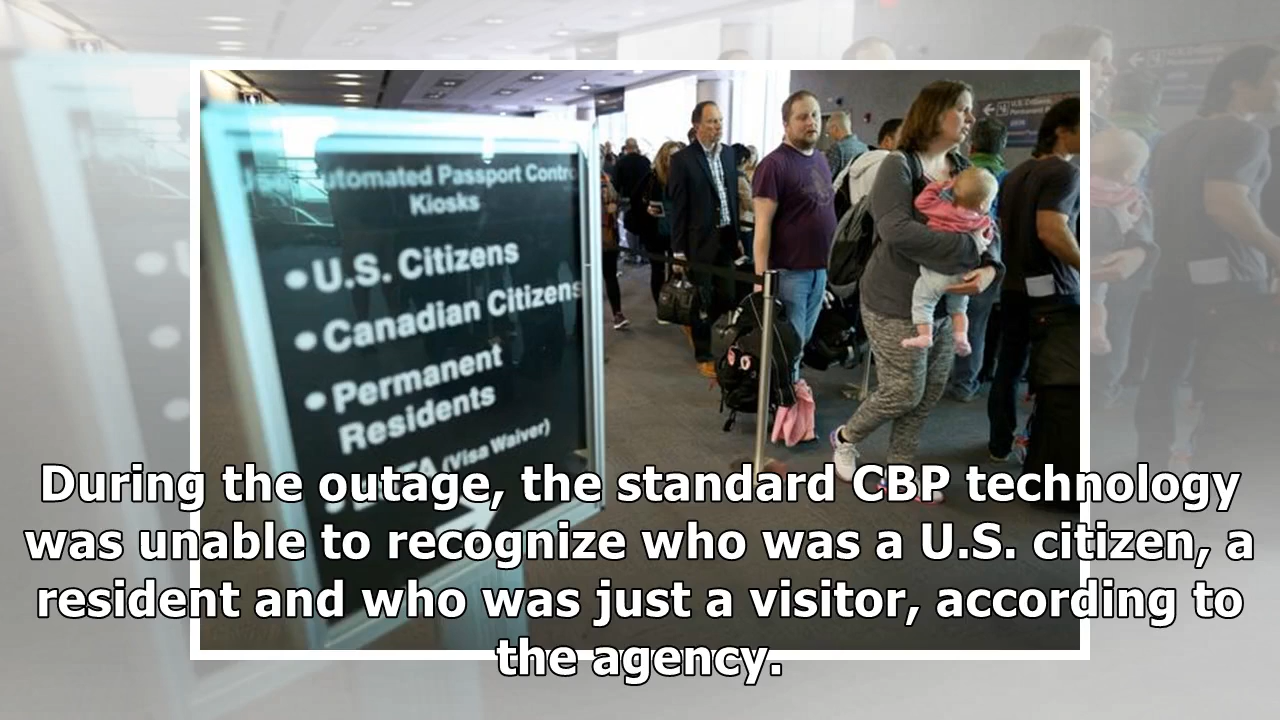 Automated Passport Control
Kiosks
•U.S. Citizens
•Canadian Citizens
•Permanent
Residents
(Visa Waiver)
U.S. Citizens
During the outage, the standard CBP technology
was unable to recognize who was a U.S. citizen, a
resident and who was just a visitor, according to
the agency.